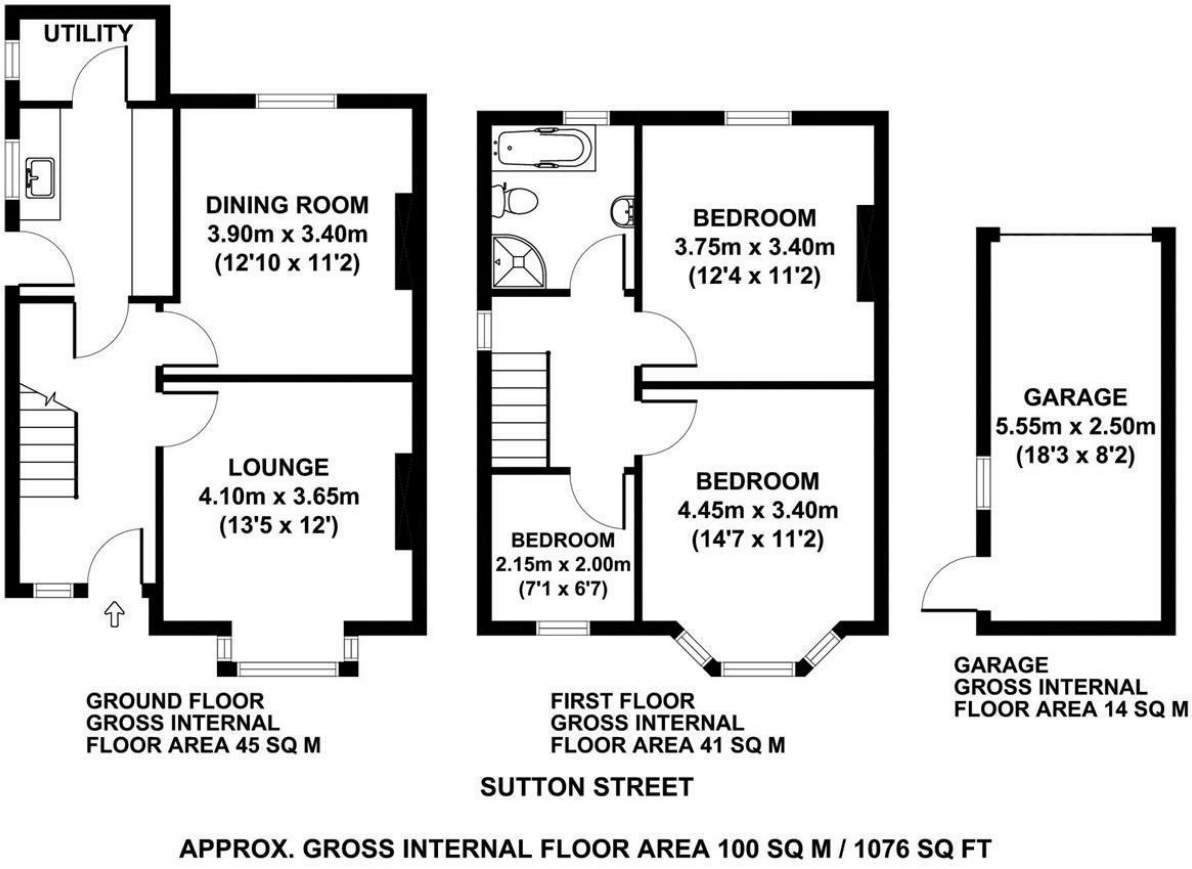 UTILITY
DINING ROOM
3.90m x 3.40m
(12'10 x 11'2)
LOUNGE
4.10m x 3.65m
(13'5 x 12')
GROUND FLOOR
GROSS INTERNAL
FLOOR AREA 45 SQ M
BEDROOM
3.75m x 3.40m
(12'4 x 11'2)
BEDROOM
4.45m x 3.40m
(14'7 x 11'2)
BEDROOM
2.15m x 2.00m
(7'1 x 6'7)
FIRST FLOOR
GROSS INTERNAL
FLOOR AREA 41 SQ M
GARAGE
5.55m x 2.50m
(18'3 x 8'2)
GARAGE
GROSS INTERNAL
FLOOR AREA 14 SQ M
SUTTON STREET
APPROX. GROSS INTERNAL FLOOR AREA 100 SQ M / 1076 SQ FT